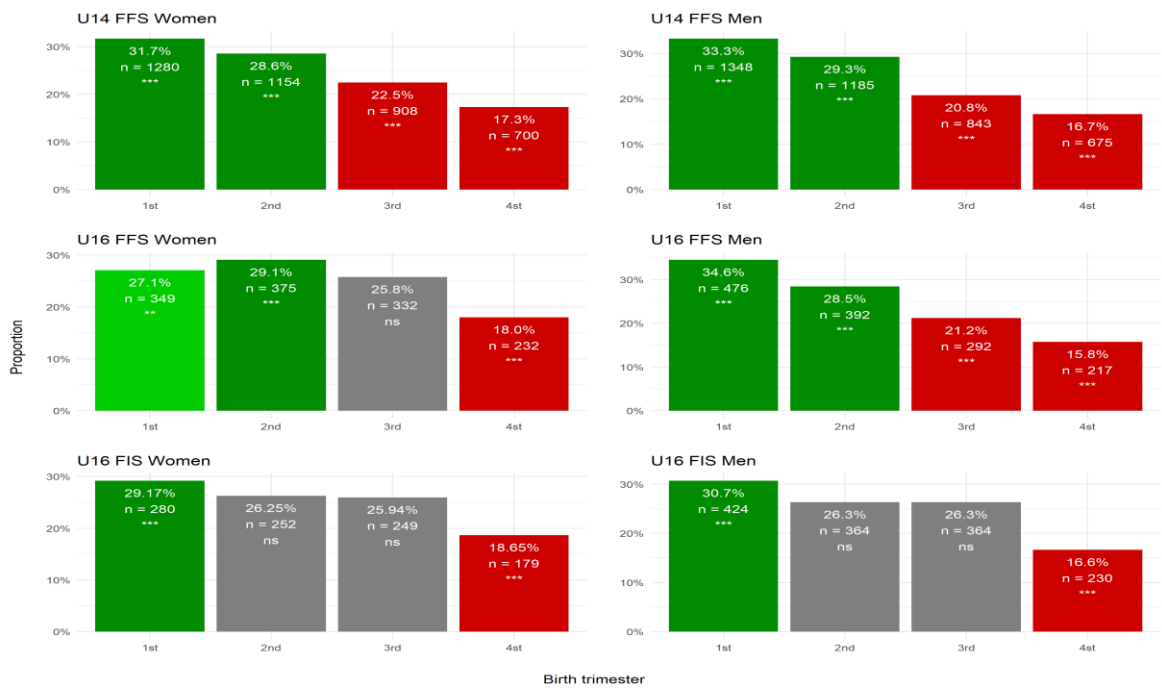 U14 FFS Women
30%
20%
10%
0%
31.7%
n = 1280
***
28.6%
n = 1154
***
22.5%
n = 908
***
17.3%
n = 700
***
1st
2nd
3rd
4st
U14 FFS Men
30%
20%
10%
0%
33.3%
n = 1348
***
29.3%
n = 1185
***
20.8%
n = 843
***
16.7%
n = 675
***
1st
2nd
3rd
4st
Proportion
U16 FFS Women
30%
20%
10%
0%
27.1%
n = 349
**
29.1%
n = 375
***
25.8%
n = 332
ns
18.0%
n = 232
***
1st
2nd
3rd
4st
U16 FFS Men
30%
20%
10%
0%
34.6%
n = 476
***
28.5%
n = 392
***
21.2%
n = 292
***
15.8%
n = 217
***
1st
2nd
3rd
4st
U16 FIS Women
30%
20%
10%
0%
29.17%
n = 280
***
26.25%
n = 252
ns
25.94%
n = 249
ns
18.65%
n = 179
***
1st
2nd
3rd
4st
U16 FIS Men
30%
20%
10%
0%
30.7%
n = 424
***
26.3%
n = 364
ns
26.3%
n = 364
ns
16.6%
n = 230
***
1st
2nd
3rd
4st
Birth trimester